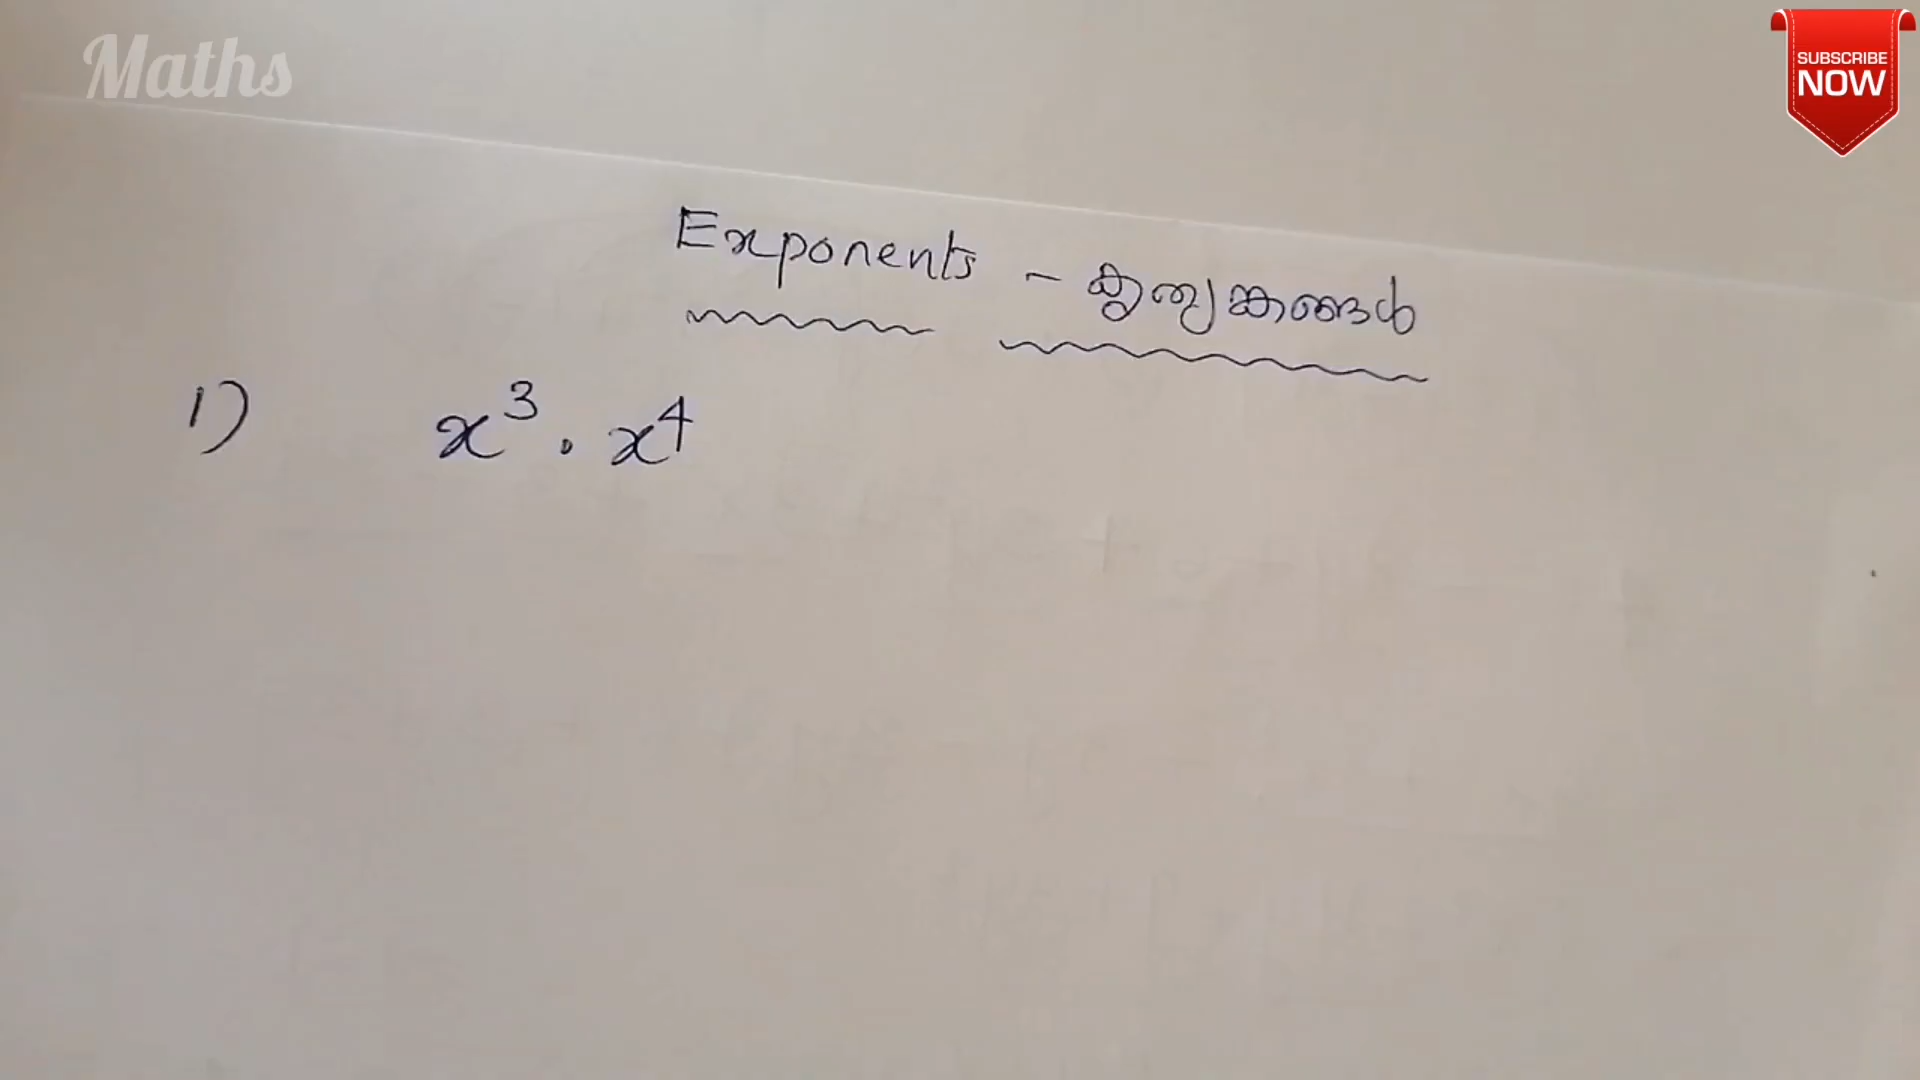 Maths
SUBSCRIBE
NOW
Exponents - കൃത്യങ്കങ്ങൾ
1) x³ . x⁴